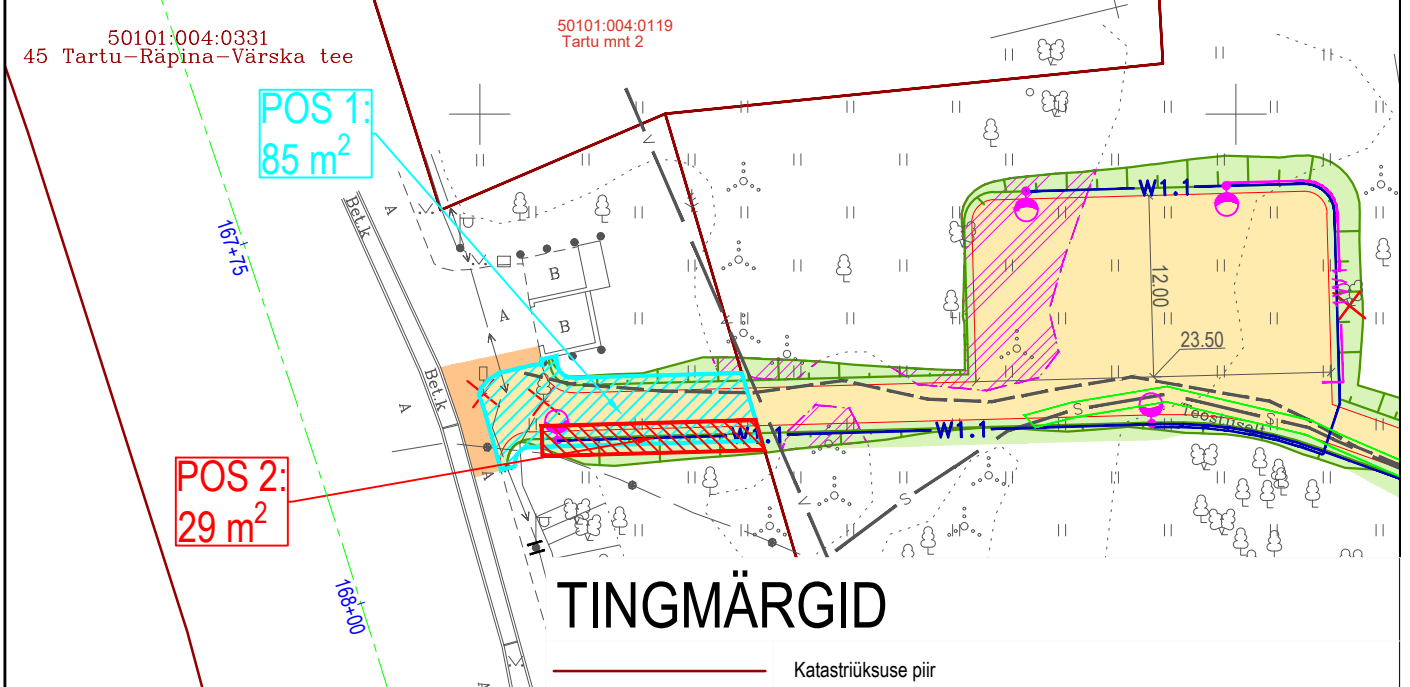 50101:004:0331
45 Tartu–Räpina–Värska tee
50101:004:0119
Tartu mnt 2
POS 1:
85 m²
167+75
Bet.k
A
A
B
B
A
Bet.k
A
V
V
V
W1.1
12.00
23.50
S
S
S
W1.1
W1.1
POS 2:
29 m²
168+00
TINGMÄRGID
Katastriüksuse piir